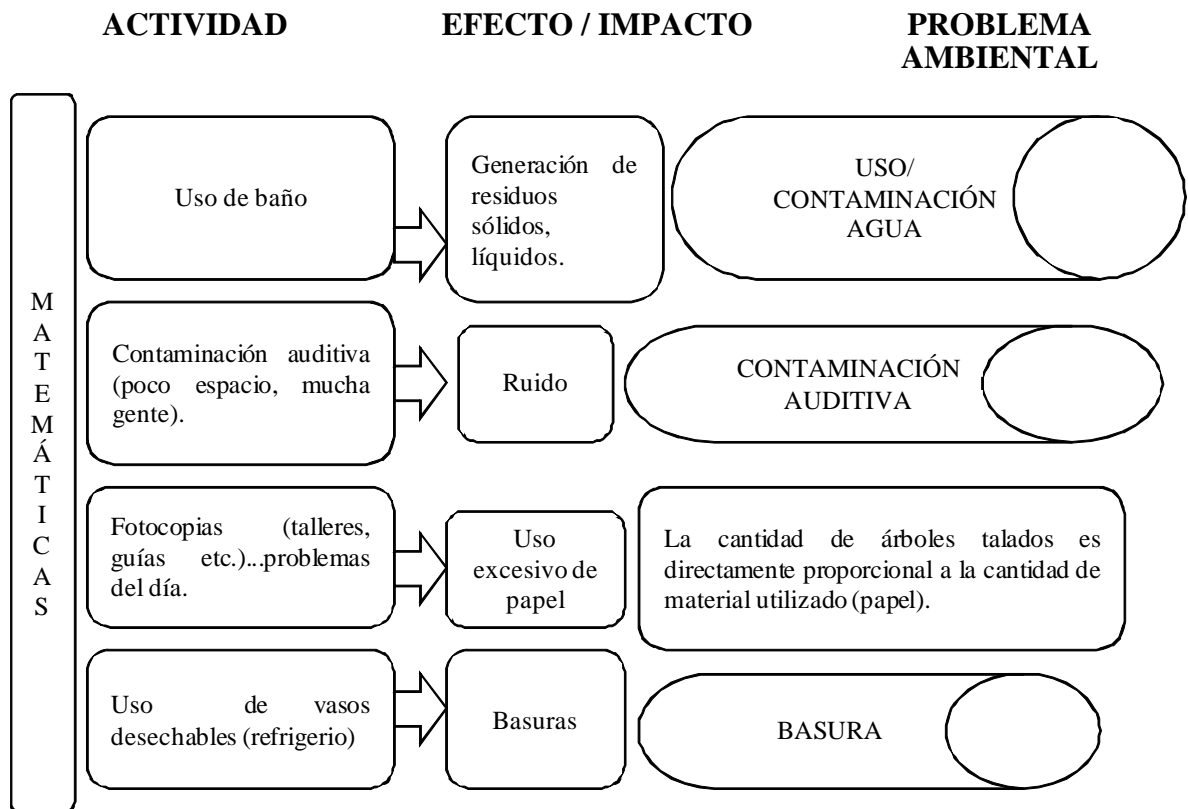 ACTIVIDAD
EFECTO / IMPACTO
PROBLEMA
AMBIENTAL
M
A
T
E
M
Á
T
I
C
A
S
Uso de baño
Generación de
residuos
sólidos,
líquidos.
USO/
CONTAMINACIÓN
AGUA
Contaminación auditiva
(poco espacio, mucha
gente).
Ruido
CONTAMINACIÓN
AUDITIVA
Fotocopias (talleres,
guías etc.)...problemas
del día.
Uso
excesivo de
papel
La cantidad de árboles talados es
directamente proporcional a la cantidad de
material utilizado (papel).
Uso de vasos
desechables (refrigerio)
Basuras
BASURA